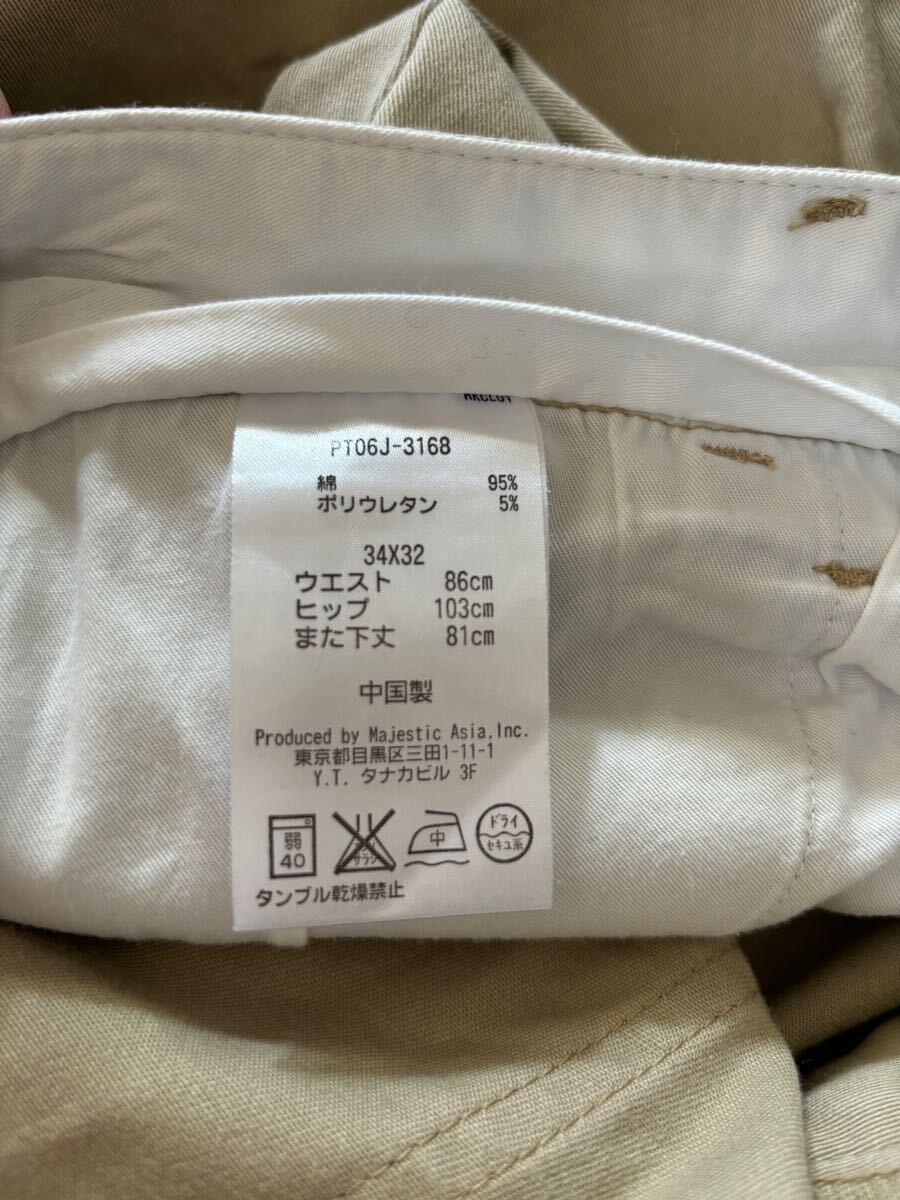 PT06J-3168
綿 95%
ポリウレタン 5%
34X32
ウエスト 86cm
ヒップ 103cm
また下丈 81cm
中国製
Produced by Majestic Asia,Inc.
東京都目黒区三田1-11-1
Y.T. タナカビル 3F
弱 中 ドライ
40 サラシ セキユ系
タンブル乾燥禁止